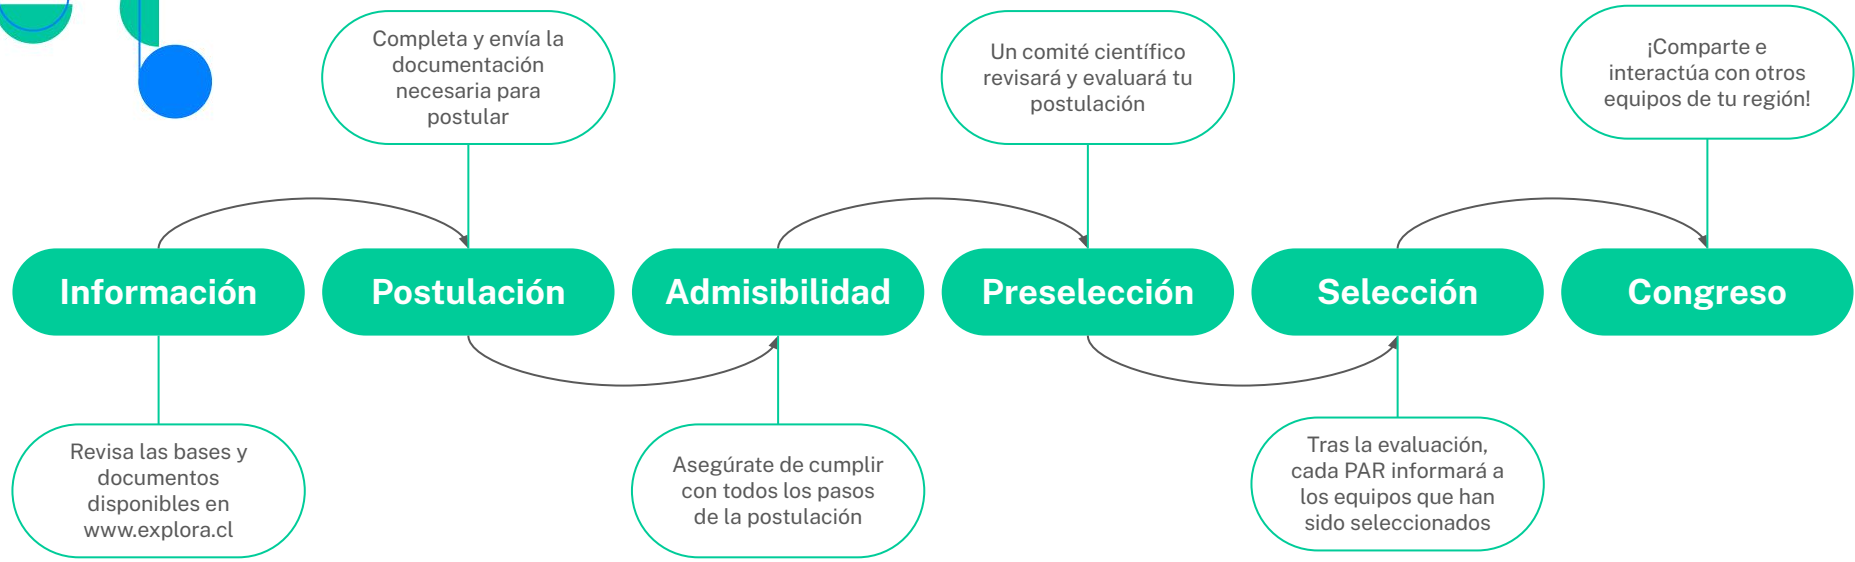 Completa y envía la
documentación
necesaria para
postular
Un comité científico
revisará y evaluará tu
postulación
¡Comparte e
interactúa con otros
equipos de tu región!
Información
Postulación
Admisibilidad
Preselección
Selección
Congreso
Revisa las bases y
documentos
disponibles en
www.explora.cl
Asegúrate de cumplir
con todos los pasos
de la postulación
Tras la evaluación,
cada PAR informará a
los equipos que han
sido seleccionados